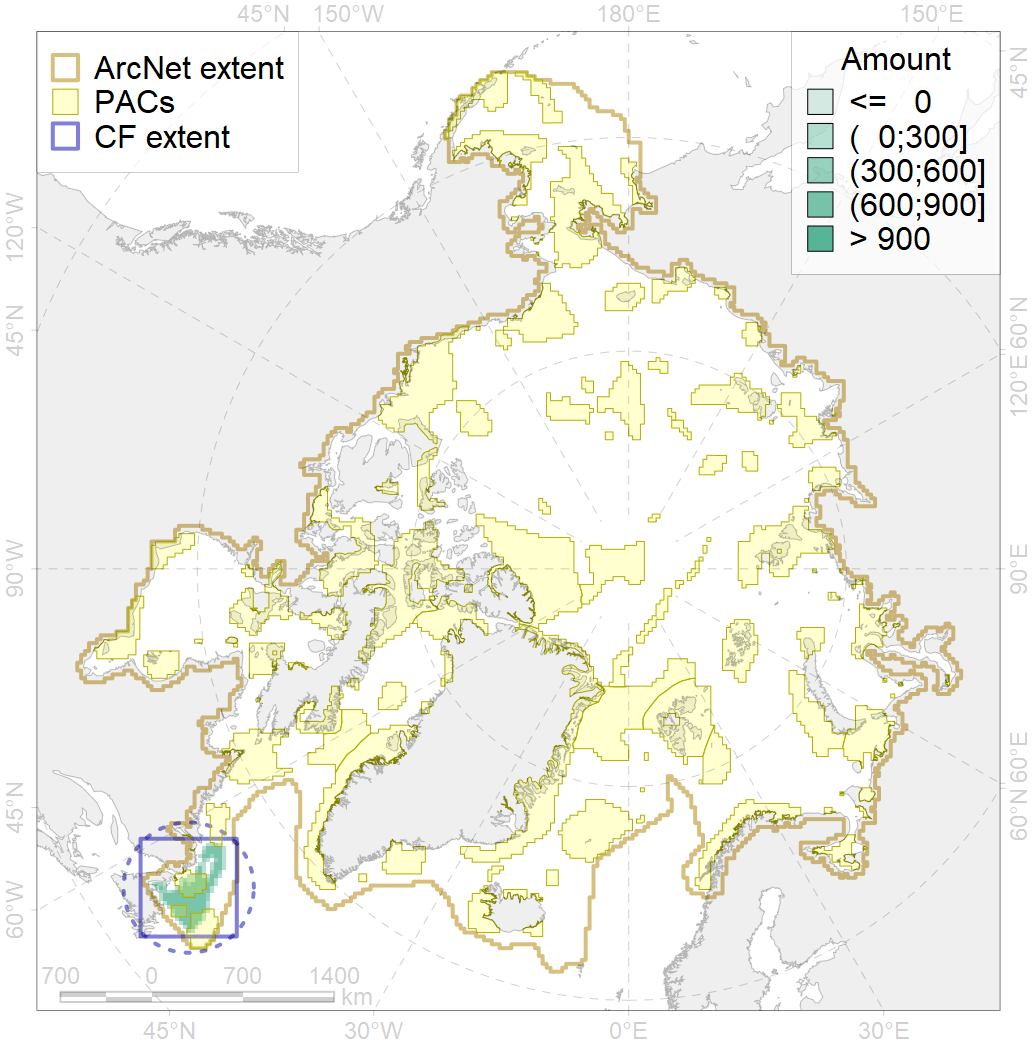 45°N 150°W 180°E 150°E
ArcNet extent
PACs
CF extent
Amount
<= 0
( 0;300]
(300;600]
(600;900]
> 900
45°N
120°W
45°N
60°N
120°E
90°W
90°E
45°N
60°N
60°W
60°E
700 0 700 1400
km
45°N 30°W 0°E 30°E